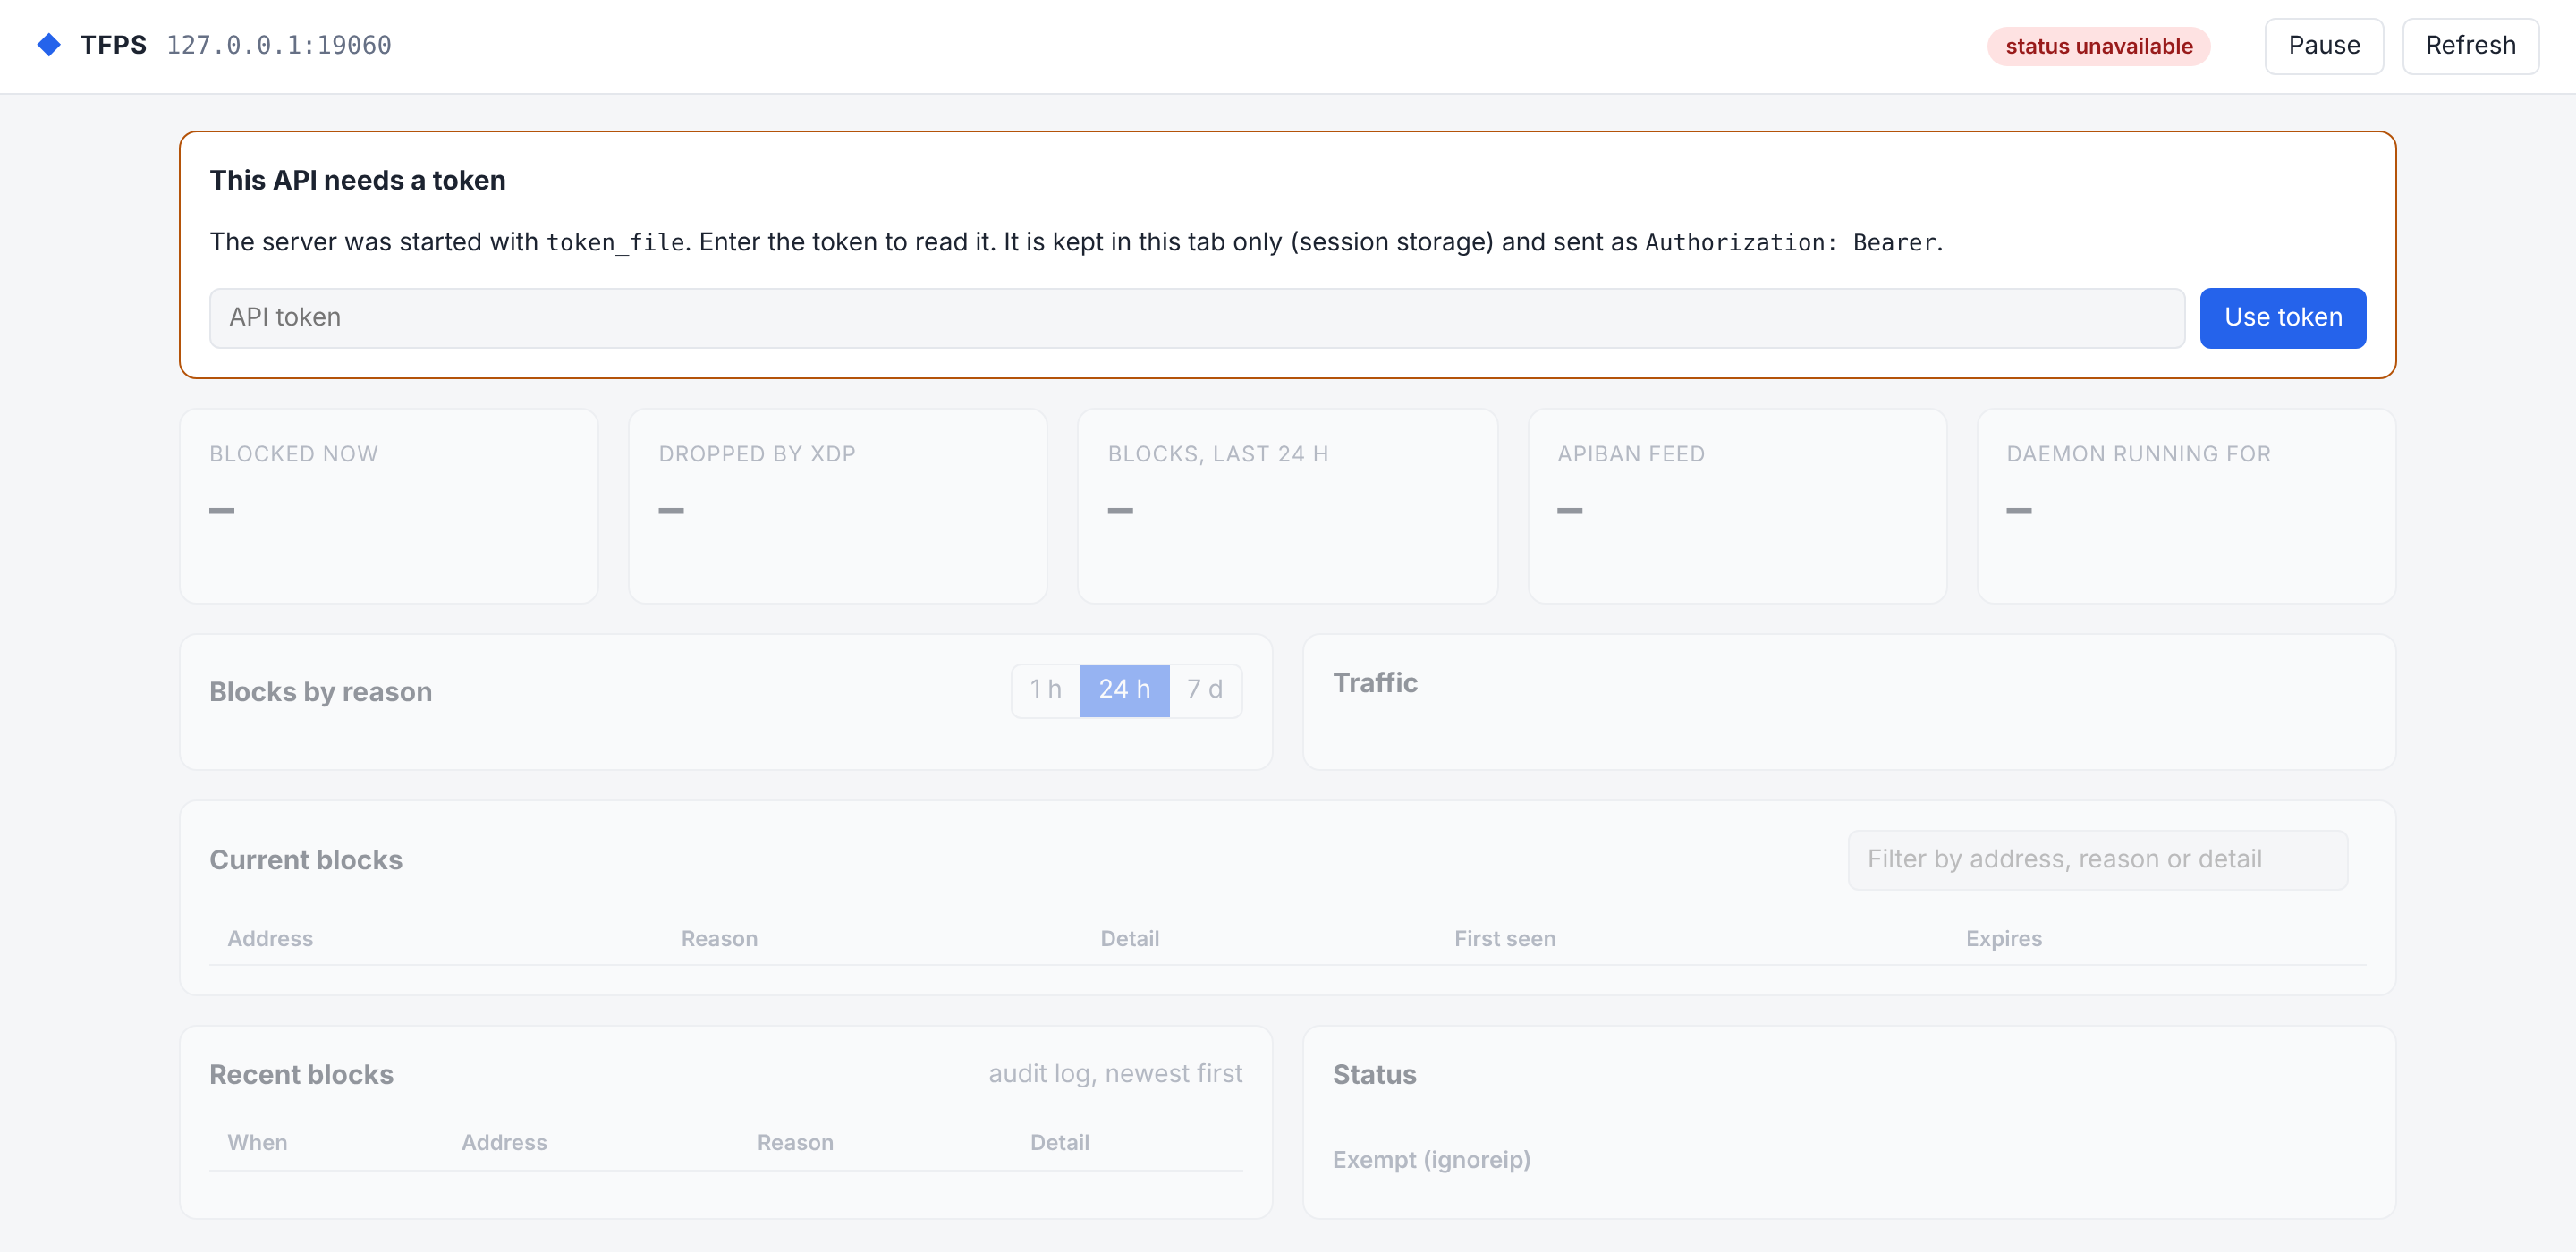 TFPS 127.0.0.1:19060 status unavailable Pause Refresh
This API needs a token
The server was started with token_file. Enter the token to read it. It is kept in this tab only (session storage) and sent as Authorization: Bearer.
API token Use token
BLOCKED NOW DROPPED BY XDP BLOCKS, LAST 24 H APIBAN FEED DAEMON RUNNING FOR
— — — — —
Blocks by reason 1 h 24 h 7 d Traffic
Current blocks Filter by address, reason or detail
Address Reason Detail First seen Expires
Recent blocks audit log, newest first Status
When Address Reason Detail
Exempt (ignoreip)